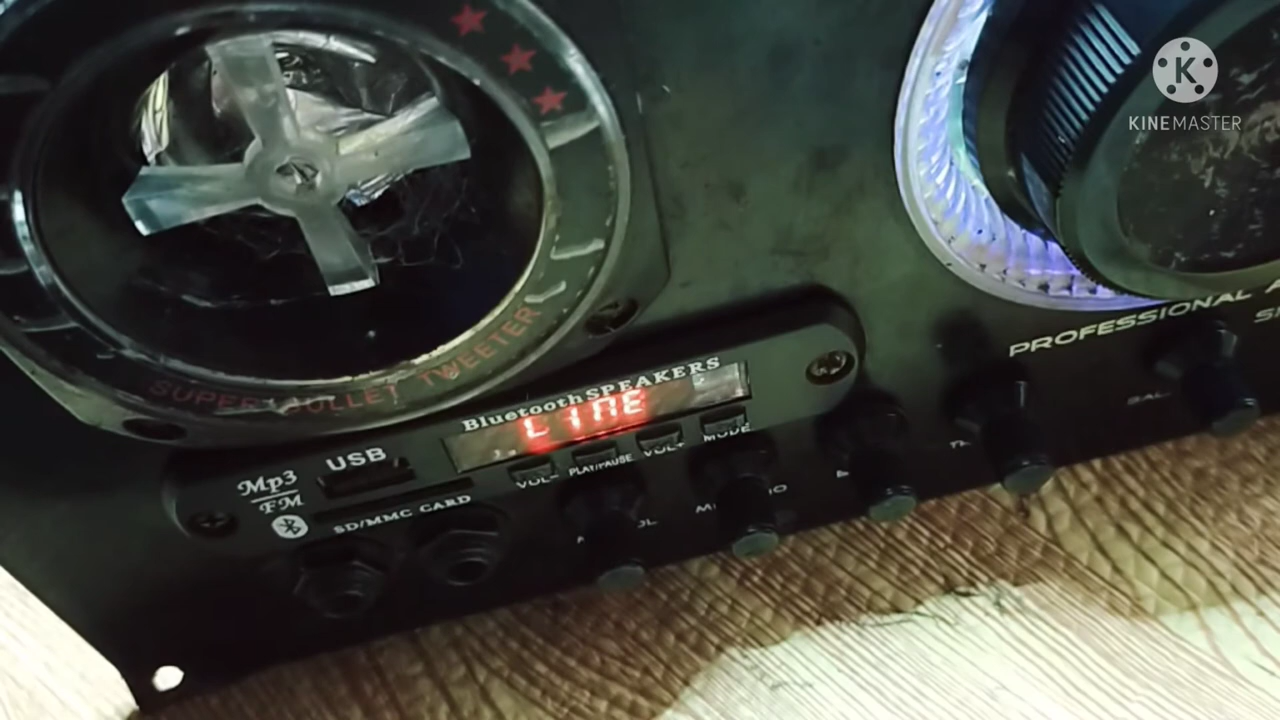 K
KINEMASTER
PROFESSIONAL
SUPER BULLET TWEETER
Bluetooth SPEAKERS
LINE
USB
Mp3
FM
SD/MMC CARD
VOL-
PLAY/PAUSE
VOL+
MODE